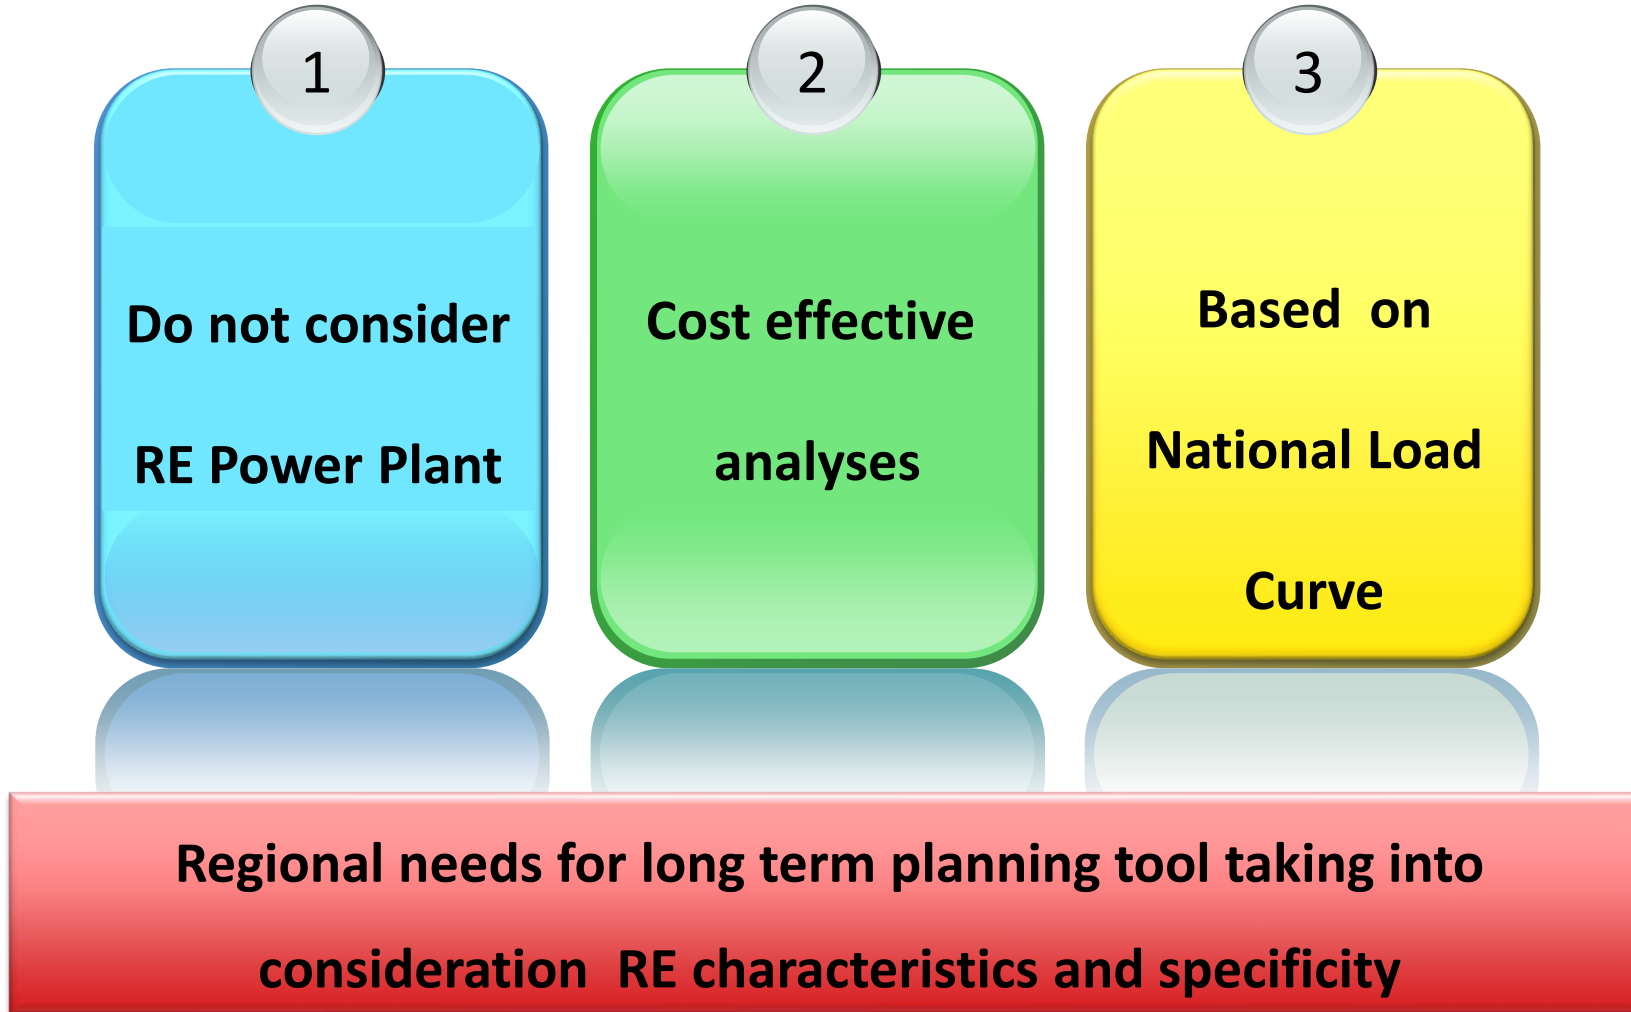 1
Do not consider
RE Power Plant
2
Cost effective
analyses
3
Based  on
National Load
Curve
Regional needs for long term planning tool taking into
consideration  RE characteristics and specificity